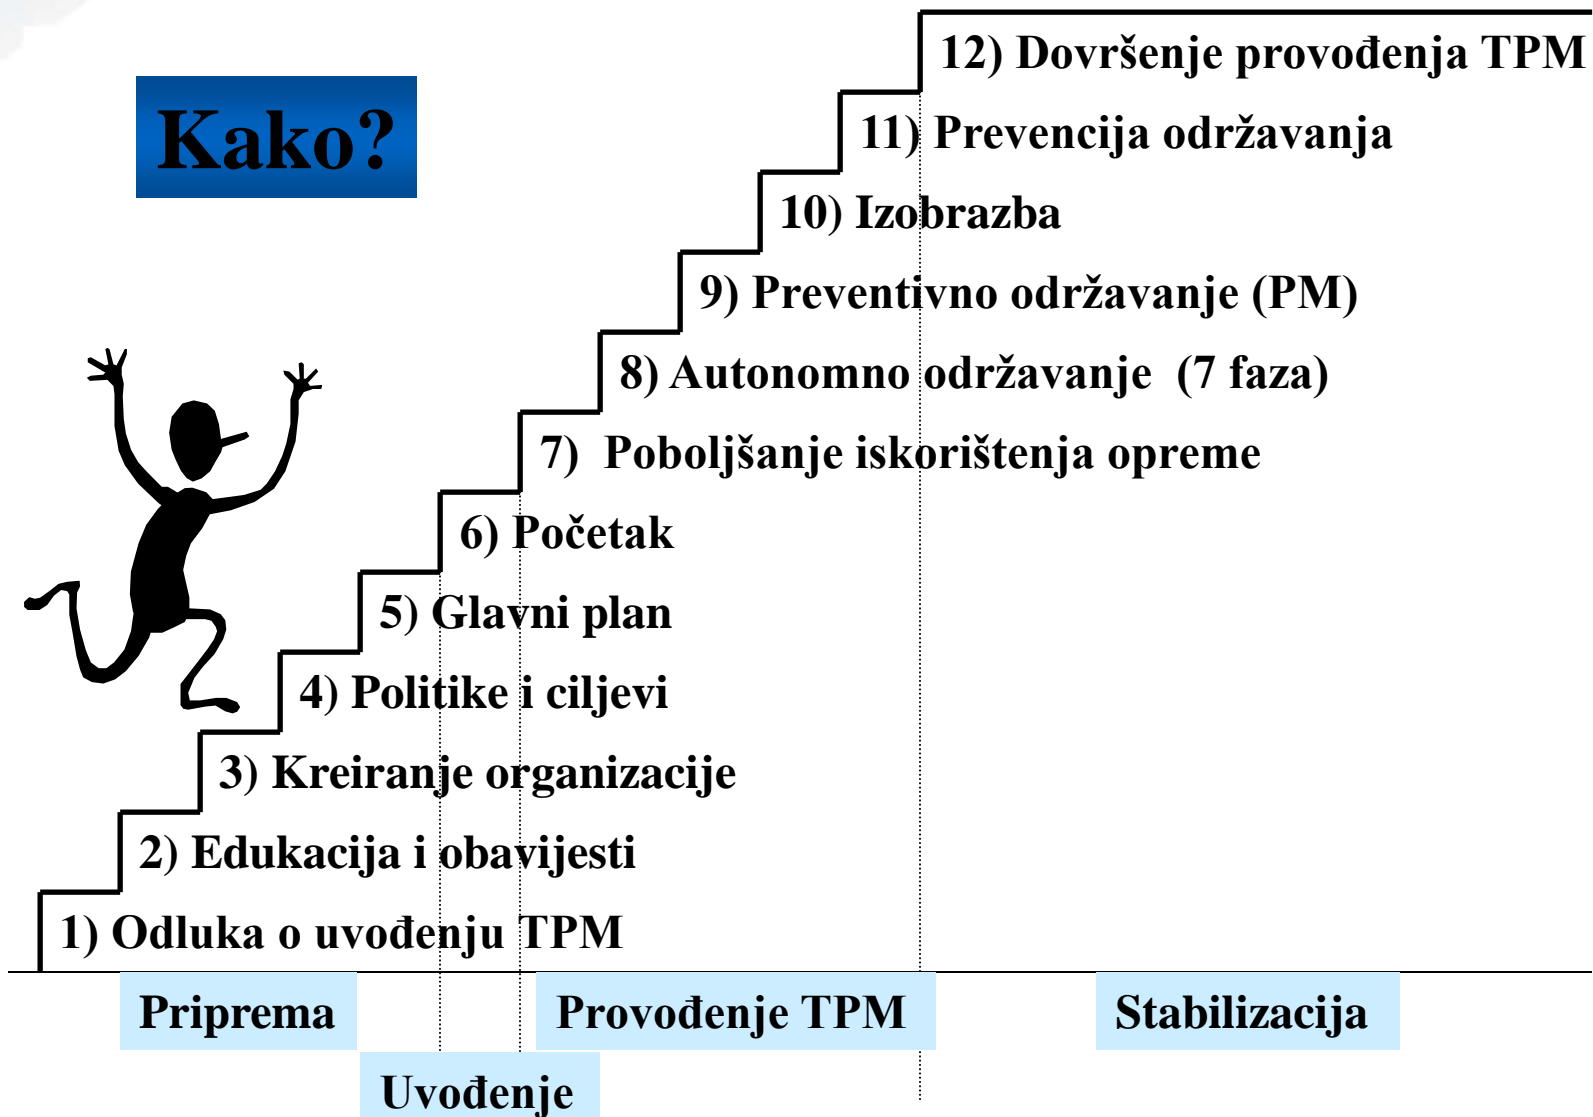 Kako?
12) Dovršenje provođenja TPM
11) Prevencija održavanja
10) Izobrazba
9) Preventivno održavanje (PM)
8) Autonomno održavanje (7 faza)
7) Poboljšanje iskorištenja opreme
6) Početak
5) Glavni plan
4) Politike i ciljevi
3) Kreiranje organizacije
2) Edukacija i obavijesti
1) Odluka o uvođenju TPM
Priprema
Uvođenje
Provođenje TPM
Stabilizacija